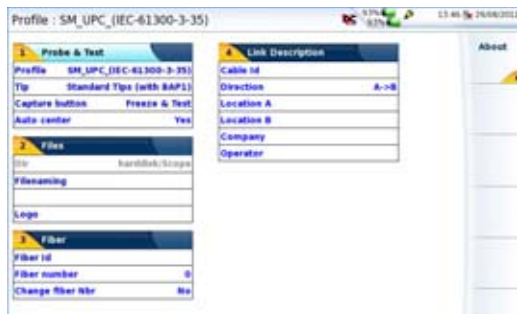 Profile : SM_UPC_(IEC-61300-3-35)
93%
92%
13:46
About
1 Probe & Test
Profile SM_UPC_(IEC-61300-3-35)
Tip Standard Tips (with BAP1)
Capture button Freeze & Test
Auto center Yes
2 Files
Dir harddisk/Scope
Filenaming
Logo
3 Fiber
Fiber Id
Fiber number 0
Change fiber Nbr No
4 Link Description
Cable Id
Direction A->B
Location A
Location B
Company
Operator